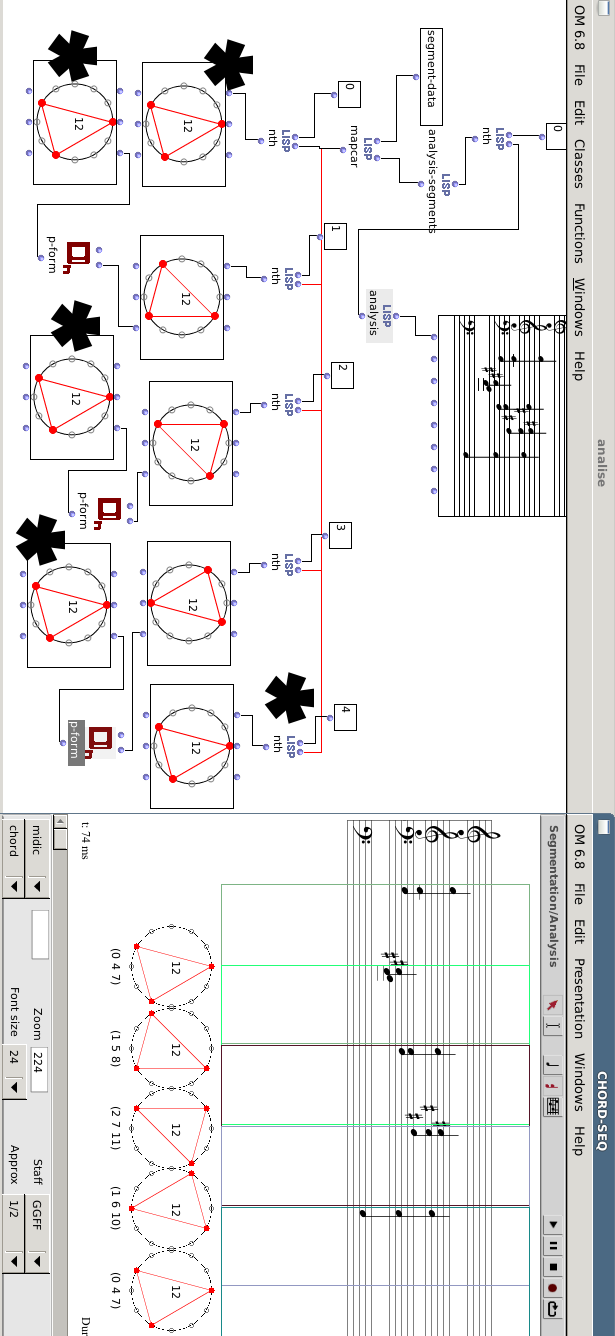 analise
OM 6.8 File Edit Classes Functions Windows Help
0
LISP
nth
segment-data
analysis-segments
LISP
LISP
mapcar
LISP
analysis
0
1
2
3
4
LISP
nth
LISP
nth
LISP
nth
LISP
nth
LISP
nth
12
12
12
12
12
12
12
12
p-form
p-form
p-form
CHORD-SEQ
OM 6.8 File Edit Presentation Windows Help
Segmentation/Analysis
12
12
12
12
12
(0 4 7)
(1 5 8)
(2 7 11)
(1 6 10)
(0 4 7)
t: 74 ms
Dur
midic
Zoom
224
Staff
GGFF
chord
Font size
24
Approx
1/2